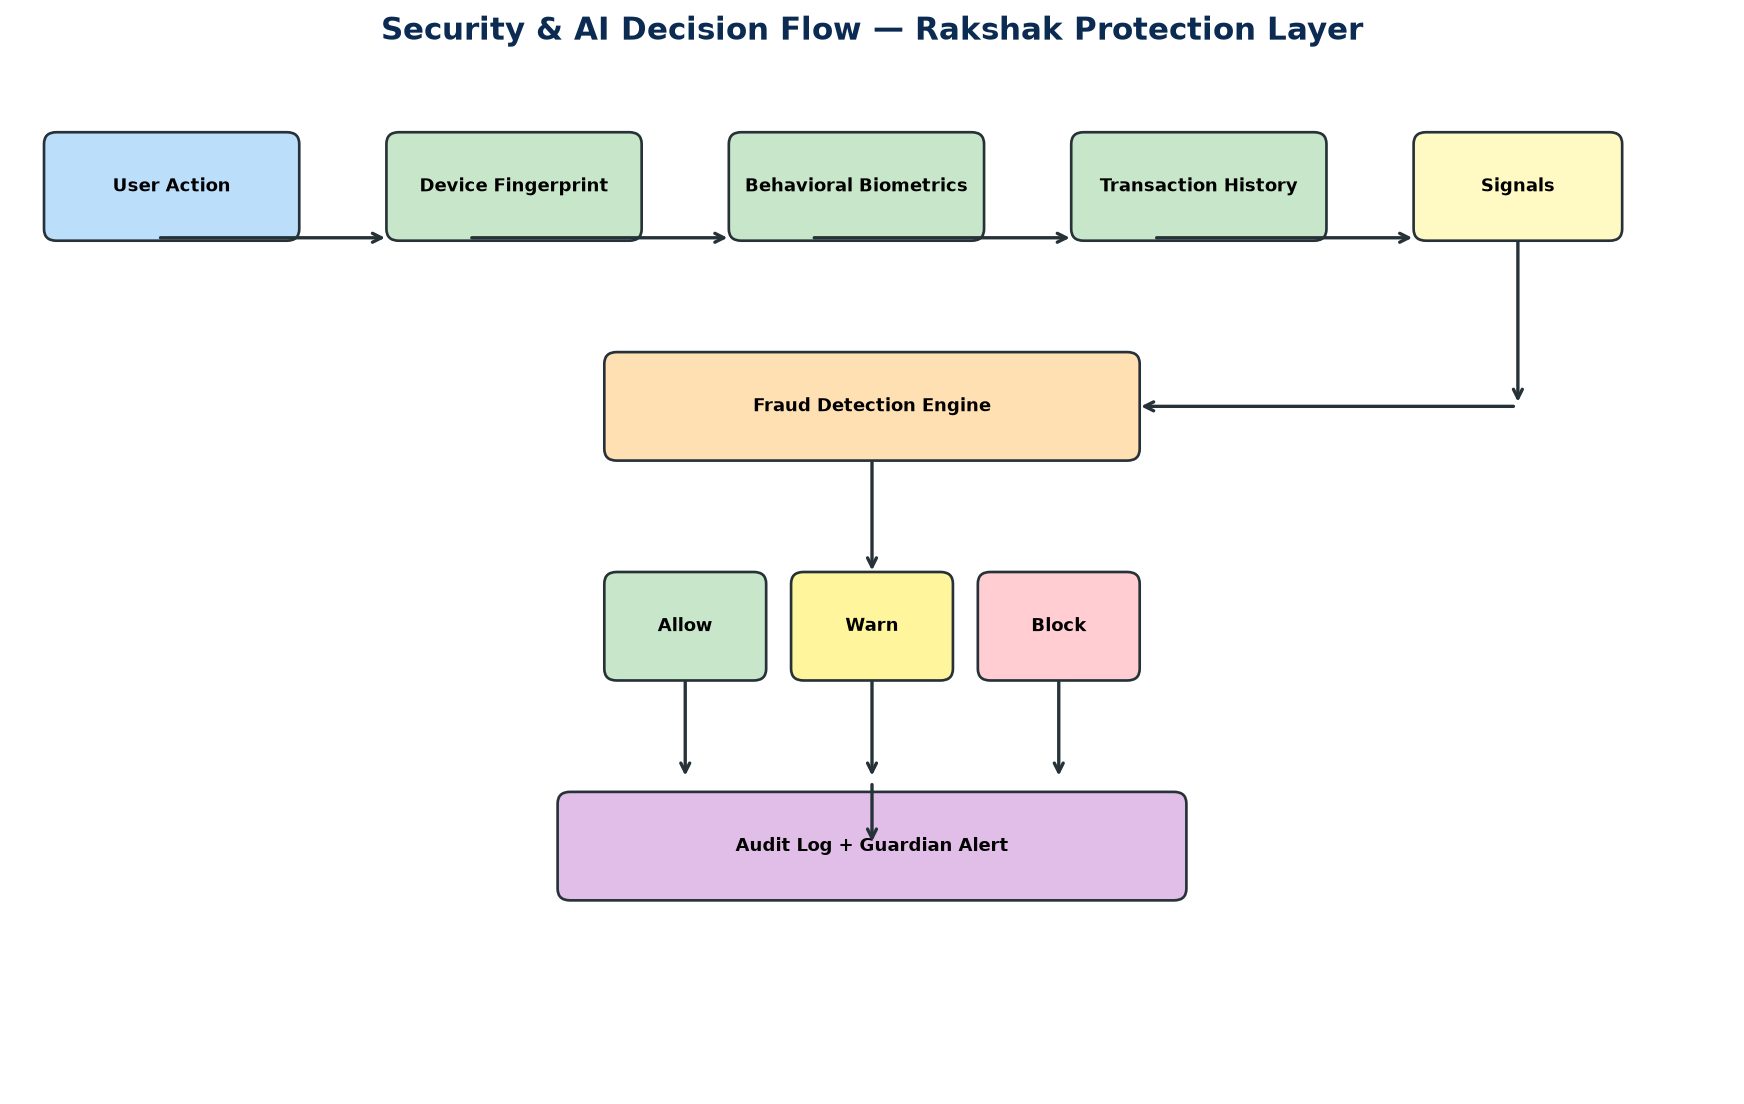 Security & AI Decision Flow — Rakshak Protection Layer
User Action
Device Fingerprint
Behavioral Biometrics
Transaction History
Signals
Fraud Detection Engine
Allow
Warn
Block
Audit Log + Guardian Alert